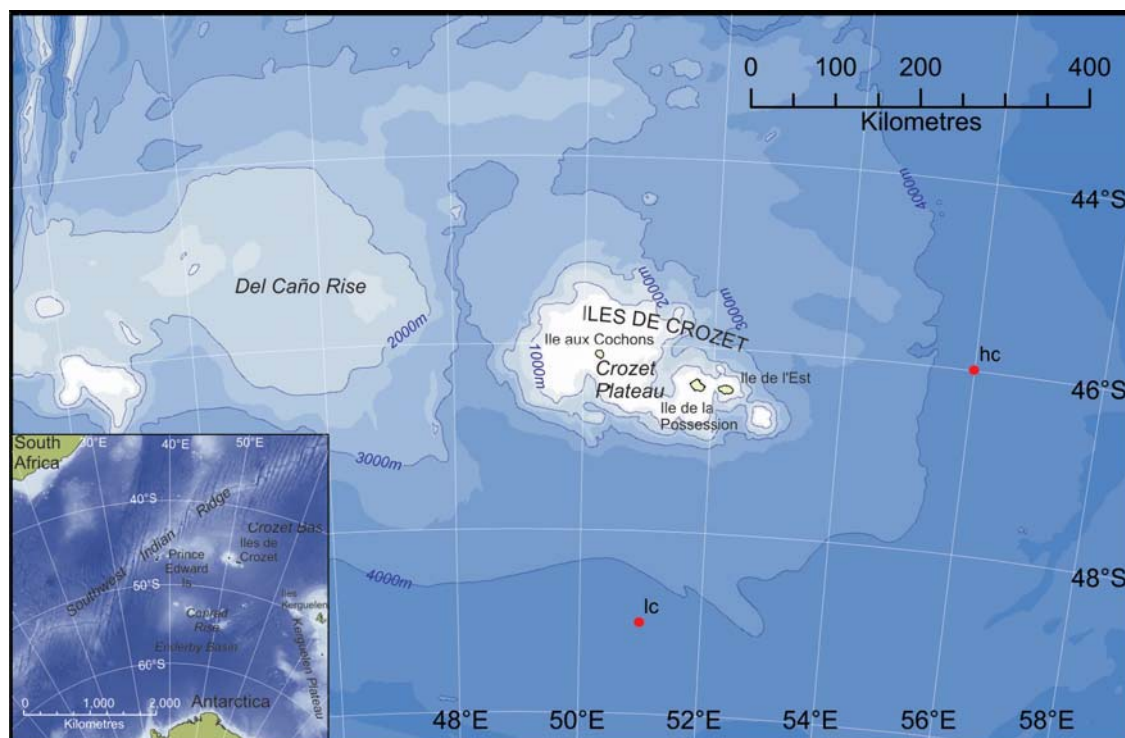 0 100 200 400
Kilometres
4000m
44°S
Del Caño Rise
2000m
3000m
2000m
ILES DE CROZET
Ile aux Cochons
1000m
Crozet
Plateau
Ile de l'Est
hc
46°S
Ile de la
Possession
3000m
4000m
lc
48°S
48°E 50°E 52°E 54°E 56°E 58°E
South
Africa
30°E 40°E 50°E
40°S
Southwest Indian Ridge
Crozet Bas
Iles de
Crozet
Prince
Edward
Is
50°S
Iles
Kerguelen
Conrad
Rise
Enderby Basin
Kerguelen Plateau
60°S
Antarctica
0 1,000 2,000
Kilometres